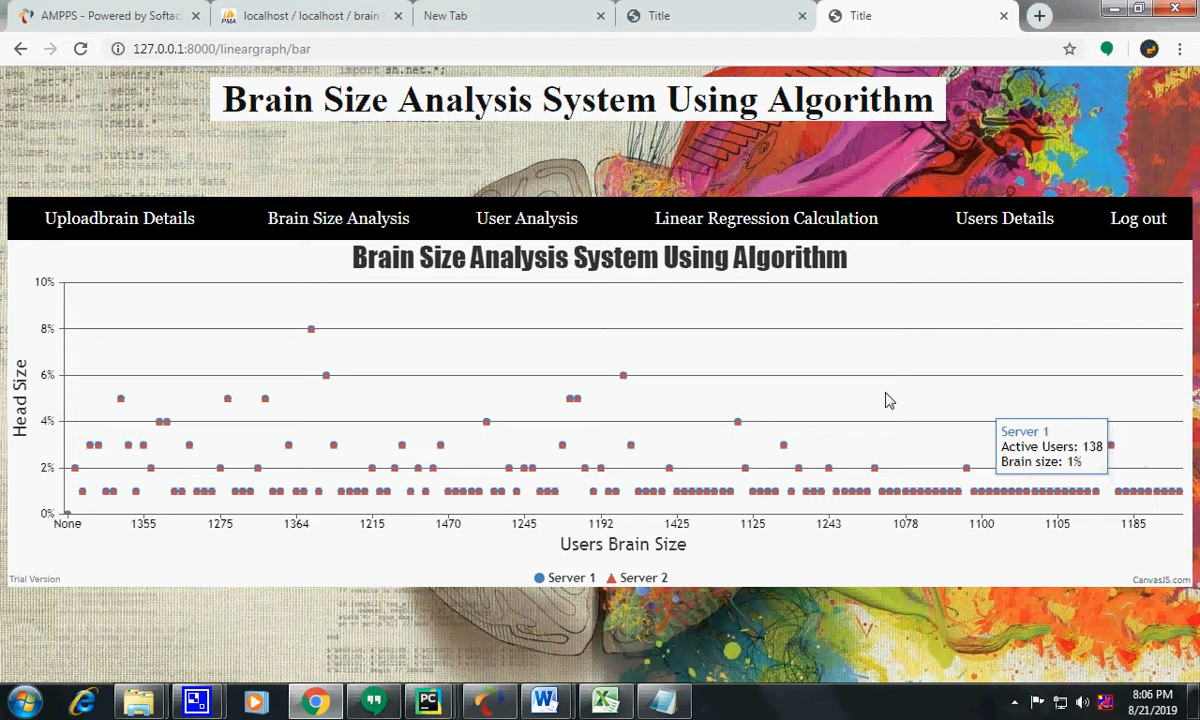 AMPPS - Powered by Softac
localhost / localhost / brain
New Tab
Title
Title
127.0.0.1:8000/lineargraph/bar
Brain Size Analysis System Using Algorithm
Uploadbrain Details Brain Size Analysis User Analysis Linear Regression Calculation Users Details Log out
Brain Size Analysis System Using Algorithm
10%
8%
6%
4%
2%
0%
Head Size
Server 1
Active Users: 138
Brain size: 1%
None 1355 1275 1364 1215 1470 1245 1192 1425 1125 1243 1078 1100 1105 1185
Users Brain Size
Server 1 Server 2
Trial Version
CanvasJS.com
8:06 PM
8/21/2019